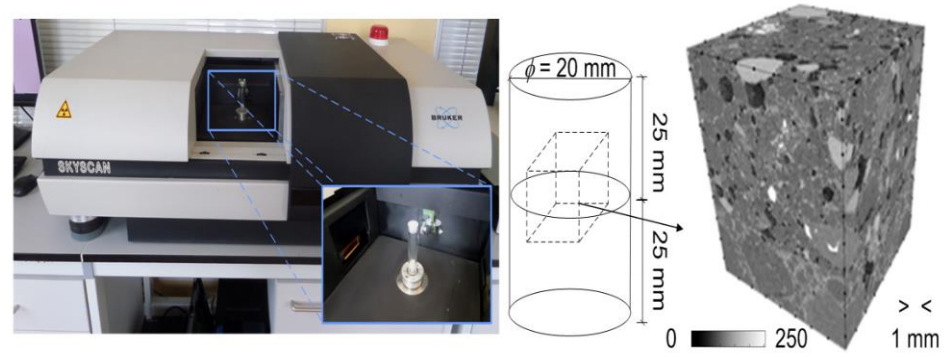 SKYSCAN
BRUKER
ϕ = 20 mm
25 mm
25 mm
0
250
> <
1 mm